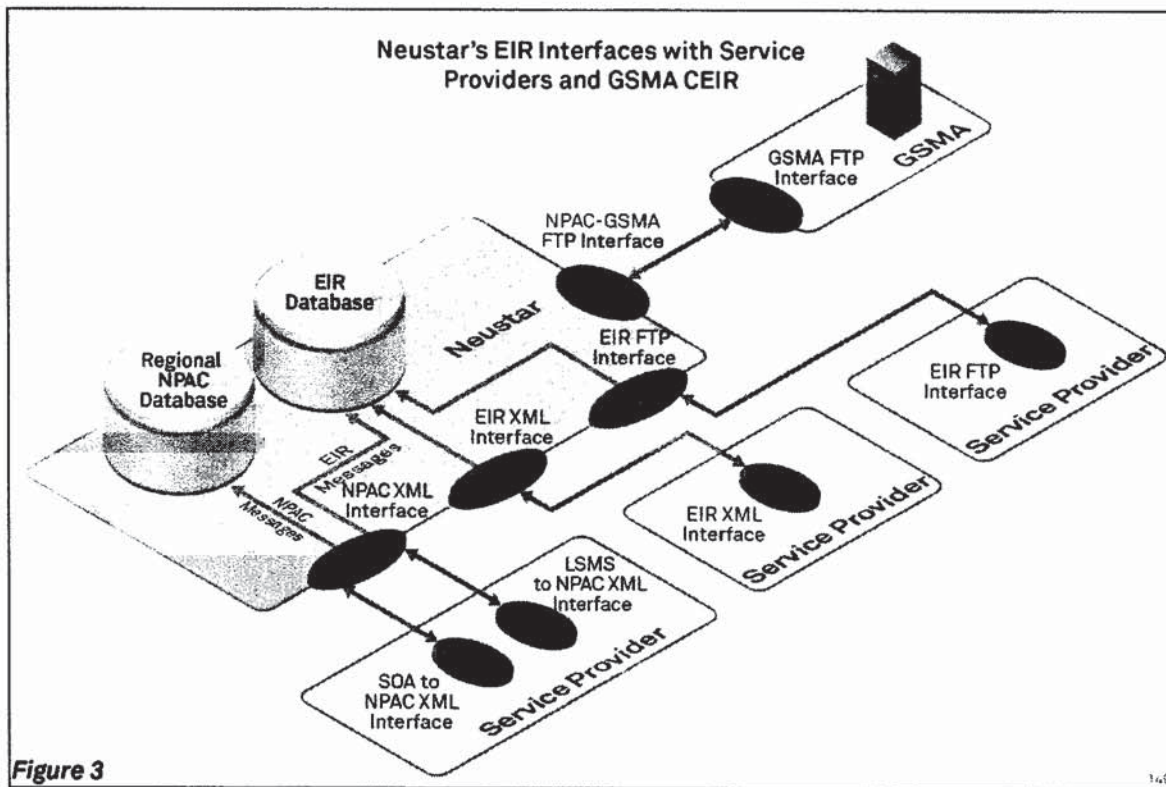 Neustar's EIR Interfaces with Service
Providers and GSMA CEIR
GSMA
GSMA FTP
Interface
NPAC-GSMA
FTP Interface
EIR
Database
Neustar
Regional
NPAC
Database
EIR FTP
Interface
EIR FTP
Interface
Service Provider
EIR XML
Interface
EIR
Messages
NPAC XML
Interface
NPAC
Messages
EIR XML
Interface
Service Provider
LSMS
to NPAC XML
Interface
SOA to
NPAC XML
Interface
Service Provider
Figure 3